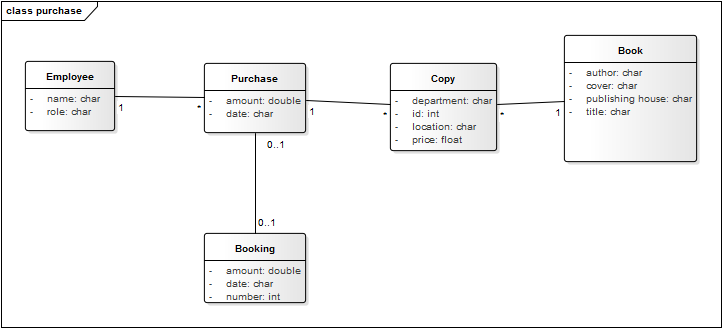 class purchase
Employee
- name: char
- role: char
1
*
Purchase
- amount: double
- date: char
1
*
0..1
0..1
Booking
- amount: double
- date: char
- number: int
Copy
- department: char
- id: int
- location: char
- price: float
*
1
Book
- author: char
- cover: char
- publishing house: char
- title: char